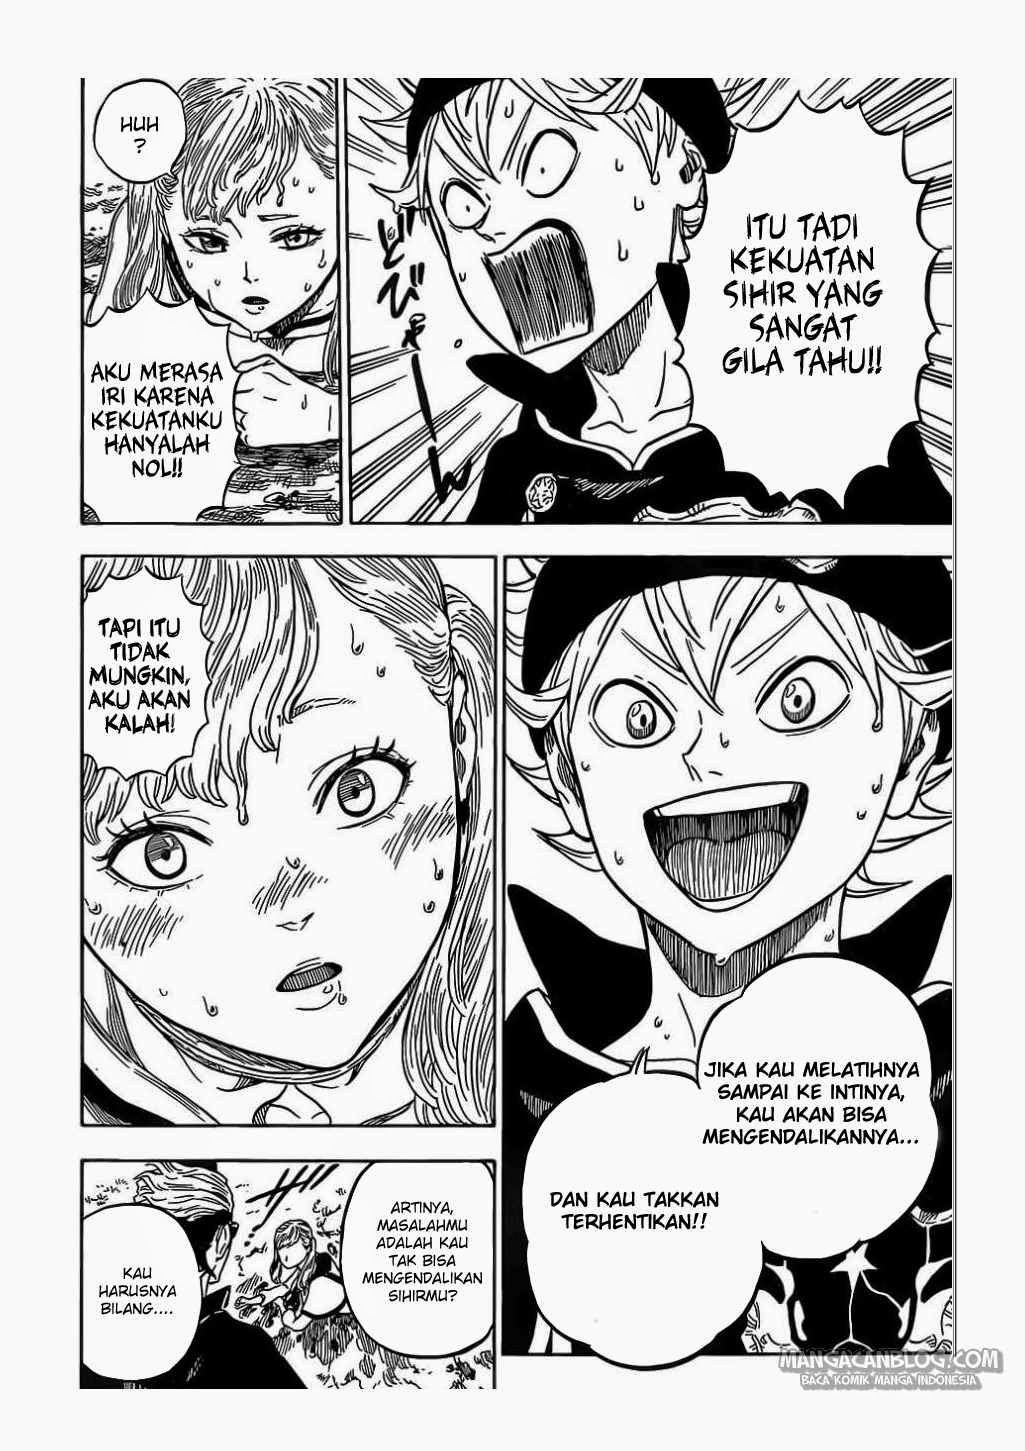 ITU TADI
KEKUATAN
SIHIR YANG
SANGAT
GILA TAHU!!
HUH
?
AKU MERASA
IRI KARENA
KEKUATANKU
HANYALAH
NOL!!
JIKA KAU MELATIHNYA
SAMPAI KE INTINYA,
KAU AKAN BISA
MENGENDALIKANNYA...
DAN KAU TAKKAN
TERHENTIKAN!!
TAPI ITU
TIDAK
MUNGKIN,
AKU AKAN
KALAH!
ARTINYA,
MASALAHMU
ADALAH KAU
TAK BISA
MENGENDALIKAN
SIHIRMU?
KAU
HARUSNYA
BILANG....
MANGACANBLOG.COM
BACA KOMIK MANGA INDONESIA